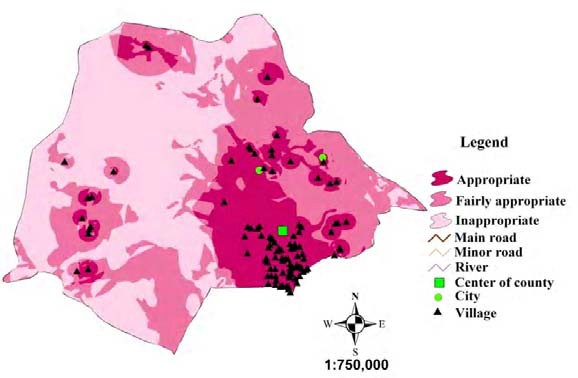 Legend
Appropriate
Fairly appropriate
Inappropriate
Main road
Minor road
River
Center of county
City
Village
N
W E
S
1:750,000